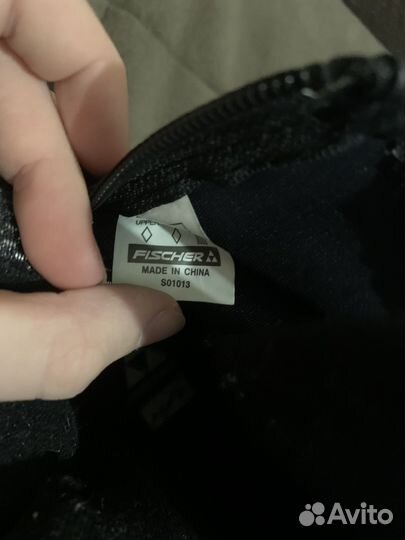 UPPER
FISCHER
MADE IN CHINA
S01013
Avito